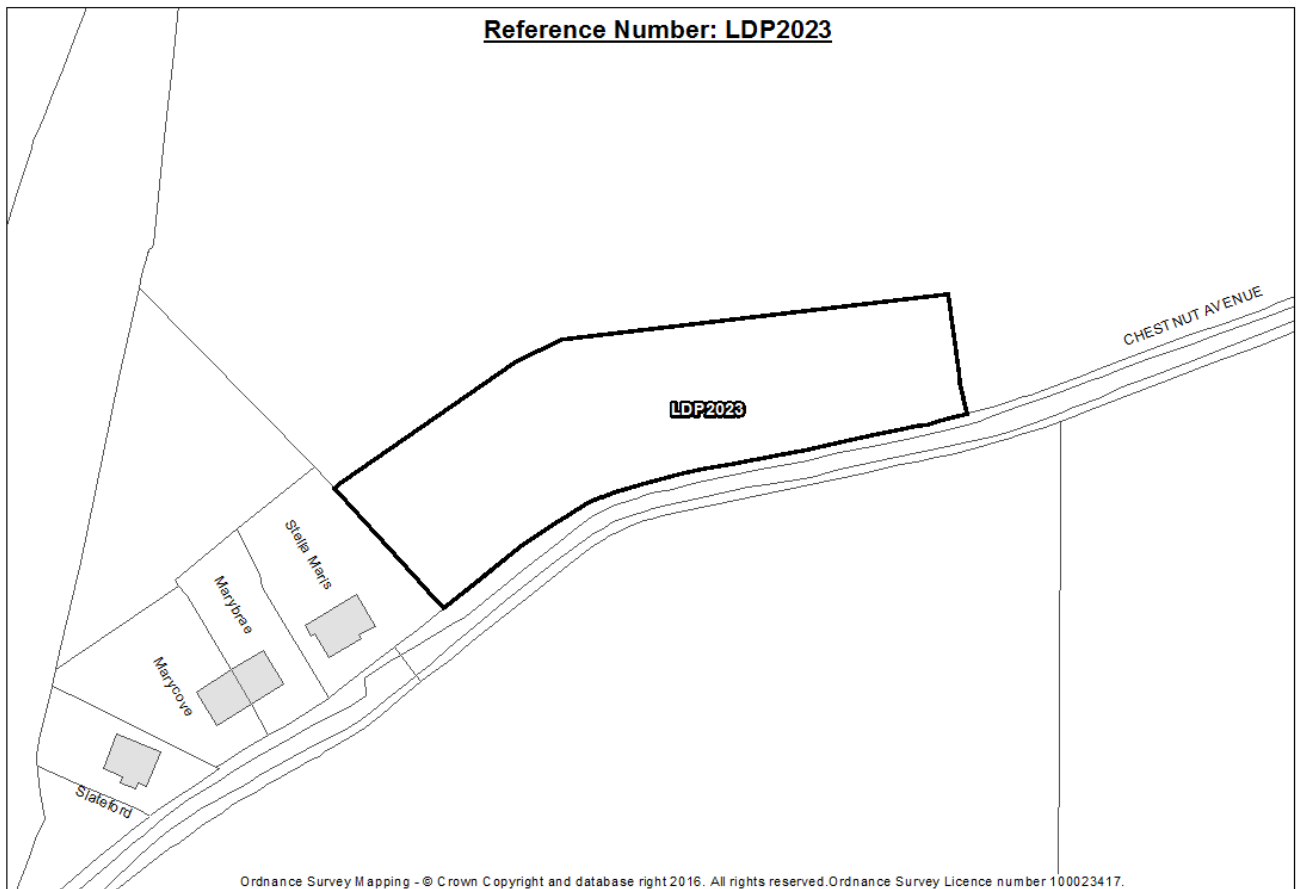 Reference Number: LDP2023
CHESTNUT AVENUE
LDP2023
Stella Maris
Marybrae
Marycove
Slateford
Ordnance Survey Mapping - © Crown Copyright and database right 2016. All rights reserved.Ordnance Survey Licence number 100023417.